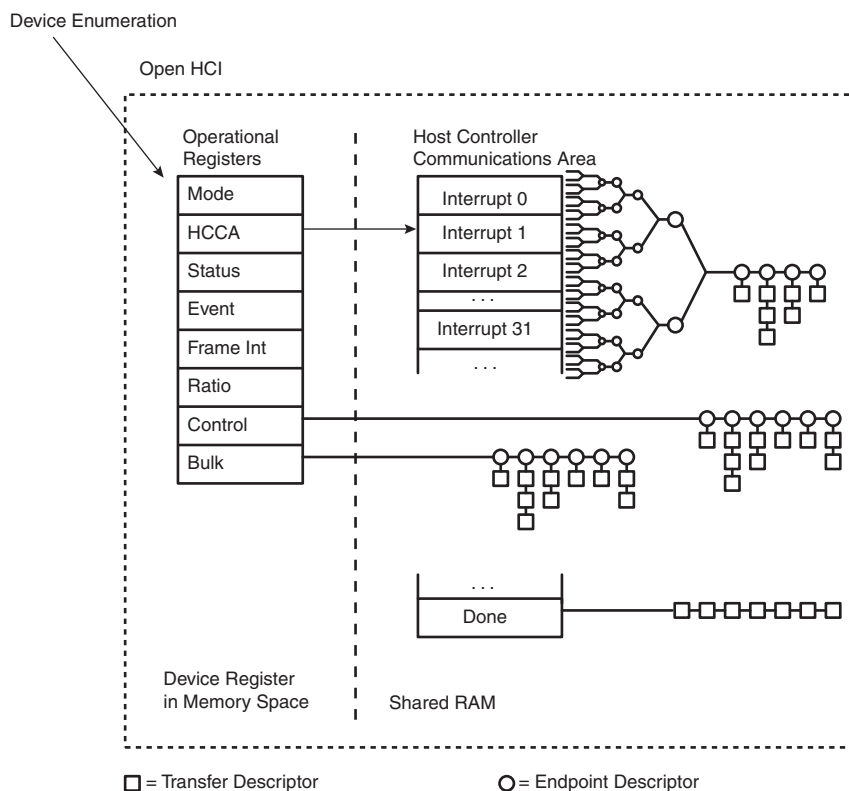 Device Enumeration
Open HCI
Operational
Registers
Mode
HCCA
Status
Event
Frame Int
Ratio
Control
Bulk
Host Controller
Communications Area
Interrupt 0
Interrupt 1
Interrupt 2
. . .
Interrupt 31
. . .
. . .
Done
Device Register
in Memory Space
Shared RAM
= Transfer Descriptor
= Endpoint Descriptor